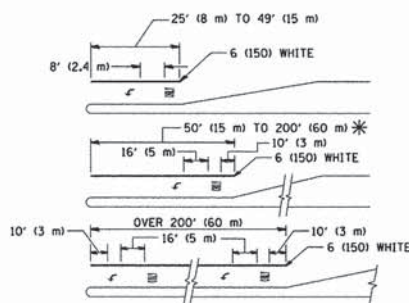 25' (8 m) TO 49' (15 m)
8' (2.4 m)
6 (150) WHITE
50' (15 m) TO 200' (60 m) ✳
16' (5 m)
10' (3 m)
6 (150) WHITE
OVER 200' (60 m)
10' (3 m)
16' (5 m)
10' (3 m)
6 (150) WHITE